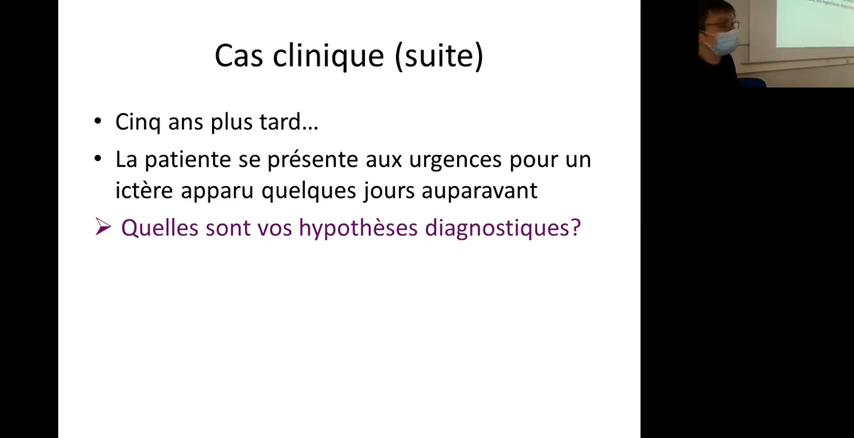 Cas clinique (suite)
• Cinq ans plus tard…
• La patiente se présente aux urgences pour un
ictère apparu quelques jours auparavant
➢ Quelles sont vos hypothèses diagnostiques?